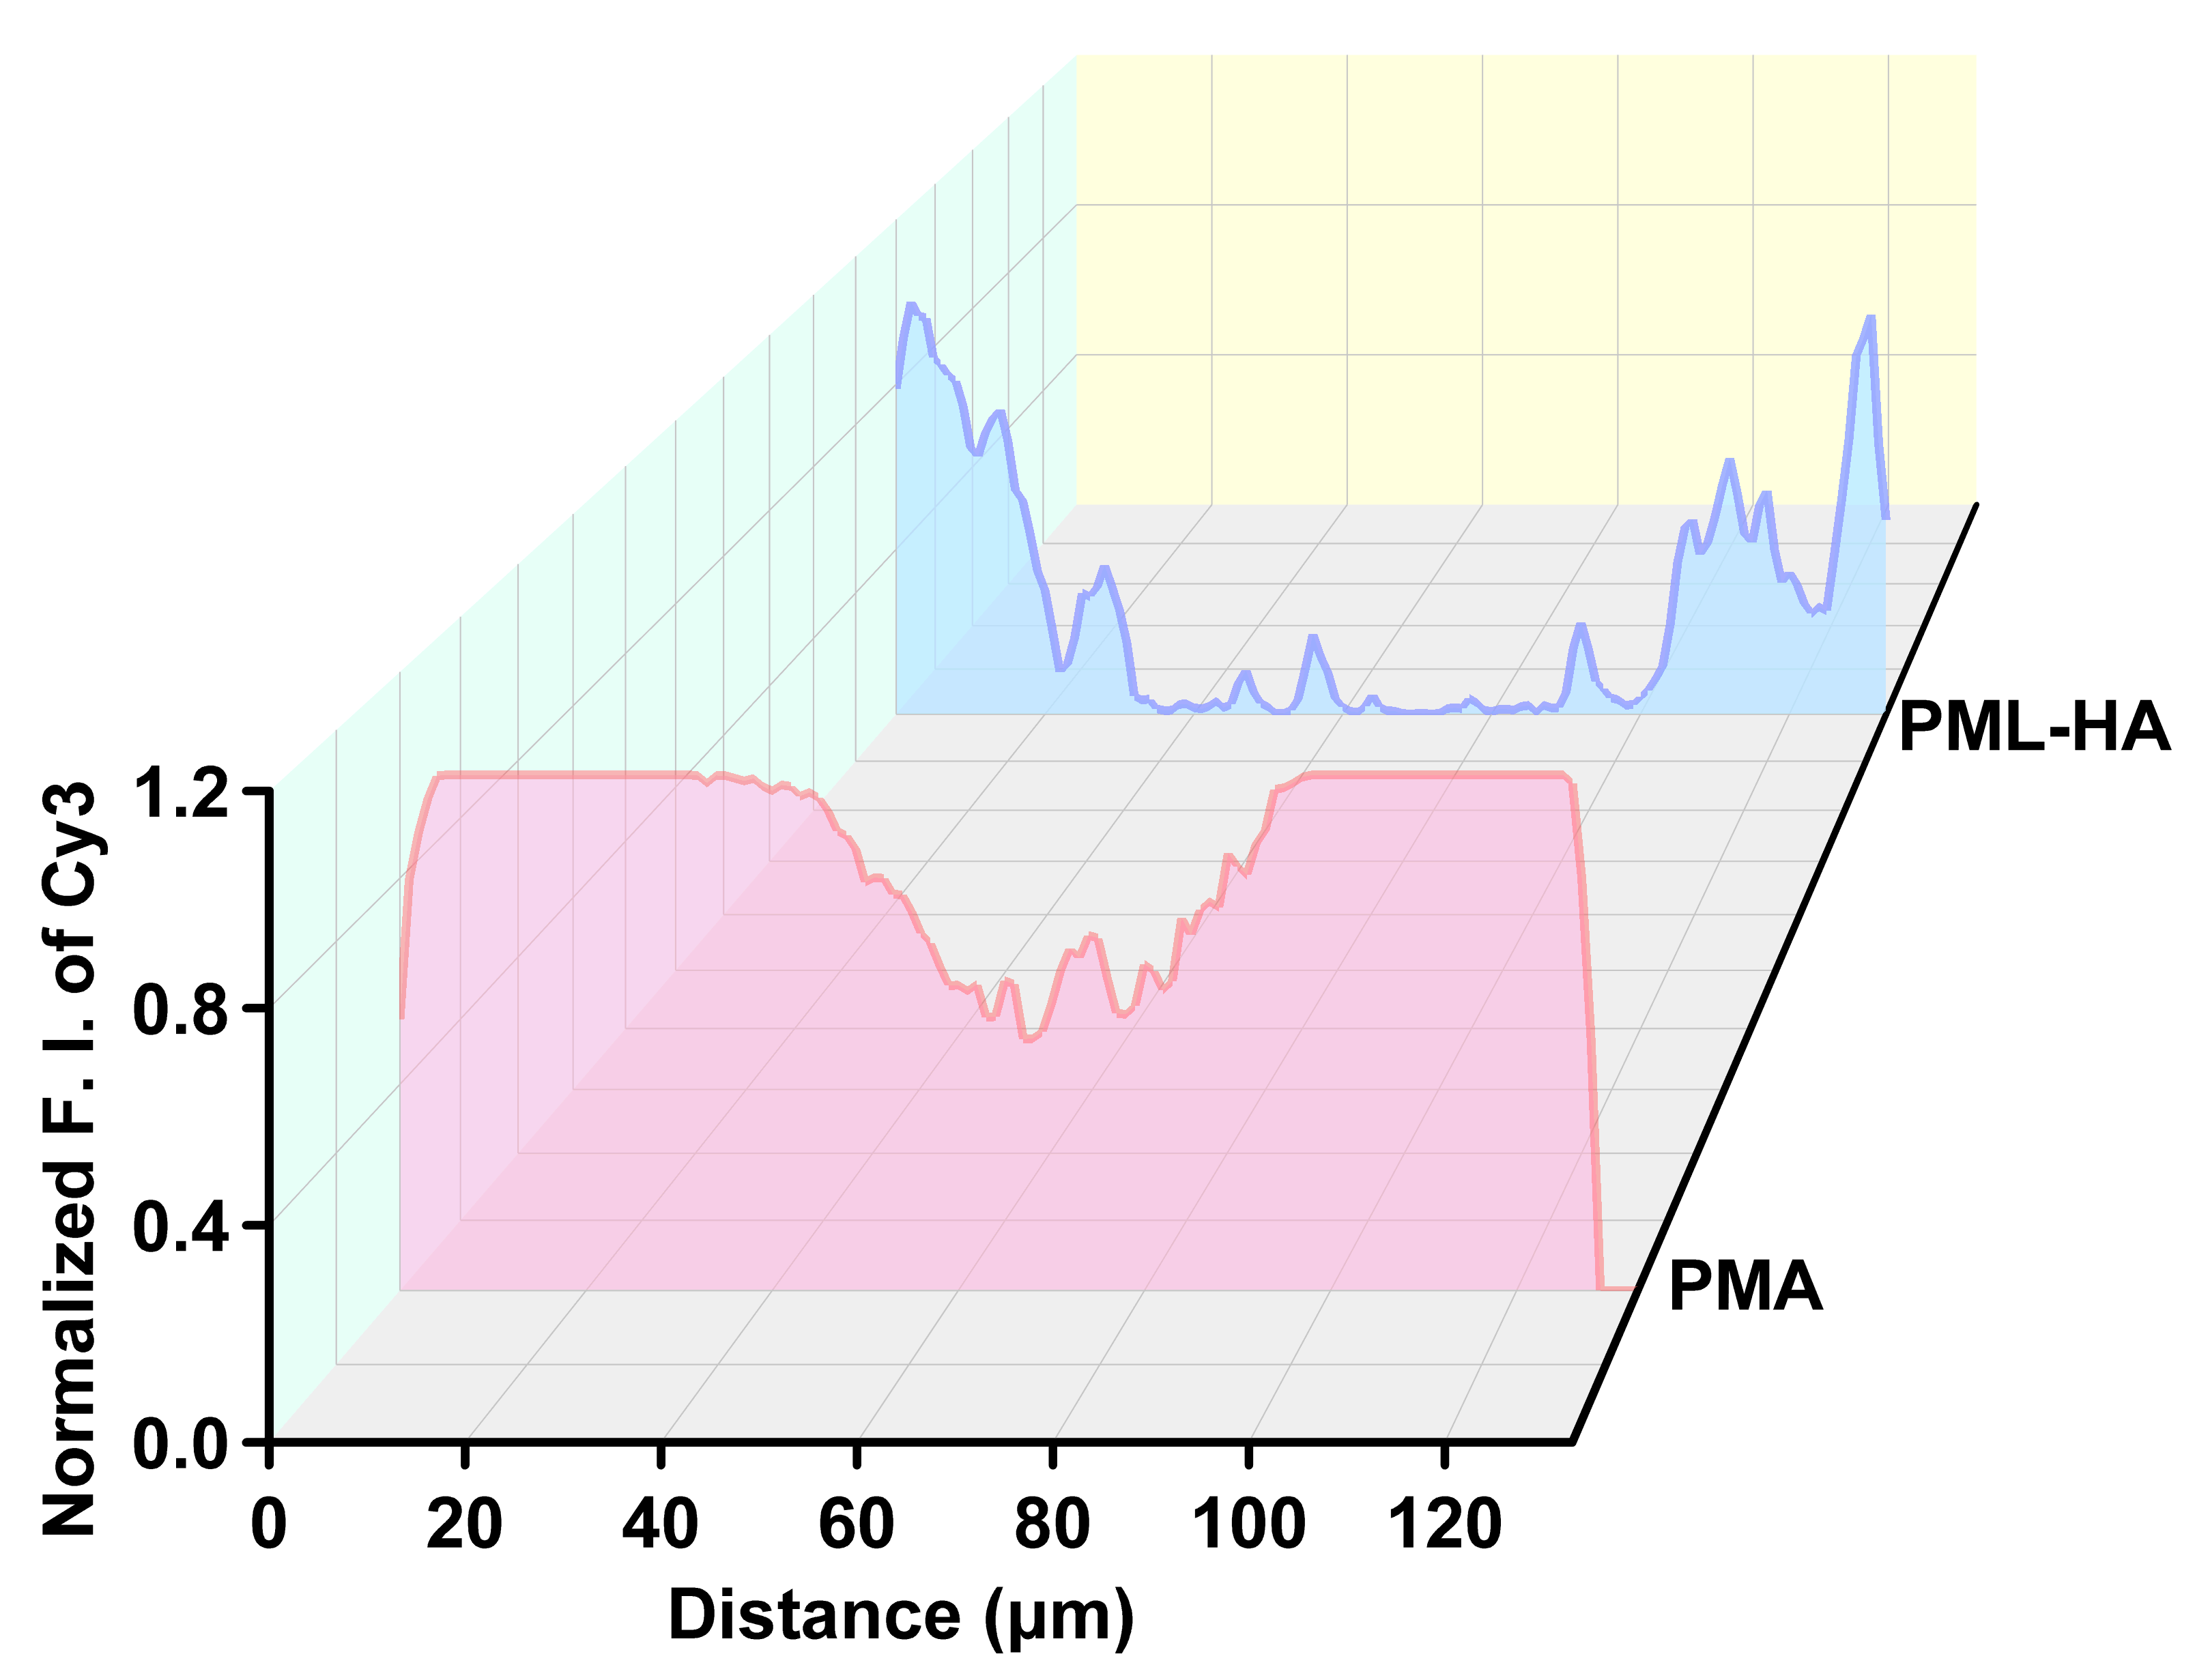 Normalized F. I. of Cy3
1.2
0.8
0.4
0.0
0 20 40 60 80 100 120
Distance (µm)
PML-HA
PMA